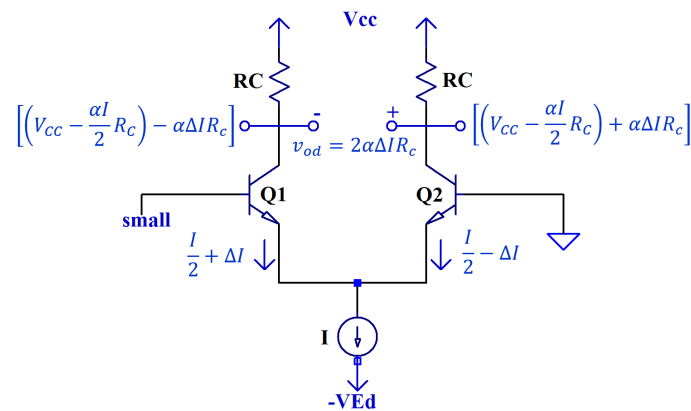 Vcc
RC
RC
[(V_CC − αI/2 R_C) − αΔIR_c]
-
+
[(V_CC − αI/2 R_c) + αΔIR_c]
v_od = 2αΔIR_c
Q1
Q2
small
I/2 + ΔI
I/2 − ΔI
I
-VEd